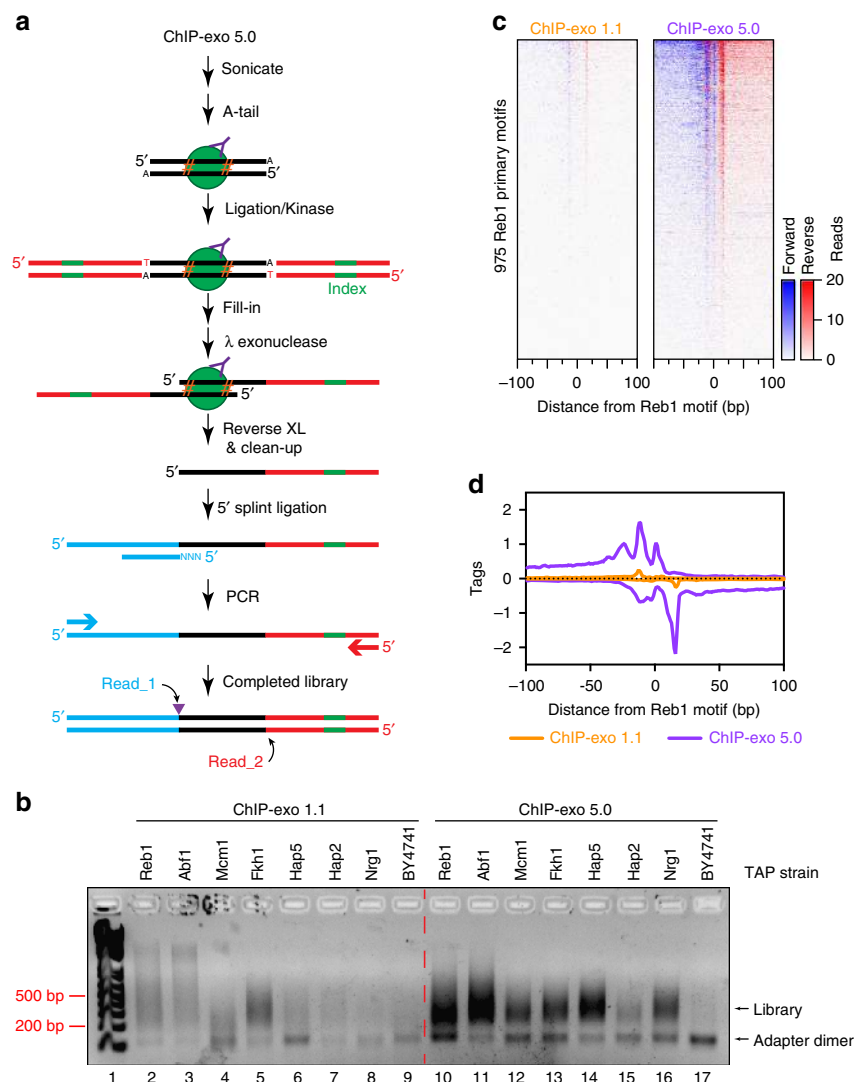 a
ChIP-exo 5.0
Sonicate
A-tail
5′ A
A 5′
Ligation/Kinase
5′ T A
A T 5′
Index
Fill-in
λ exonuclease
5′
5′
Reverse XL
& clean-up
5′
5′ splint ligation
5′
NNN 5′
PCR
5′
5′
Completed library
Read_1
5′
5′
Read_2
c
ChIP-exo 1.1 ChIP-exo 5.0
975 Reb1 primary motifs
Forward
Reverse
Reads
20
10
0
−100 0 100
−100 0 100
Distance from Reb1 motif (bp)
d
Tags
2
1
0
−1
−2
−100 −50 0 50 100
Distance from Reb1 motif (bp)
ChIP-exo 1.1 ChIP-exo 5.0
b
ChIP-exo 1.1 ChIP-exo 5.0
Reb1 Abf1 Mcm1 Fkh1 Hap5 Hap2 Nrg1 BY4741 Reb1 Abf1 Mcm1 Fkh1 Hap5 Hap2 Nrg1 BY4741
TAP strain
500 bp
200 bp
Library
Adapter dimer
1 2 3 4 5 6 7 8 9 10 11 12 13 14 15 16 17